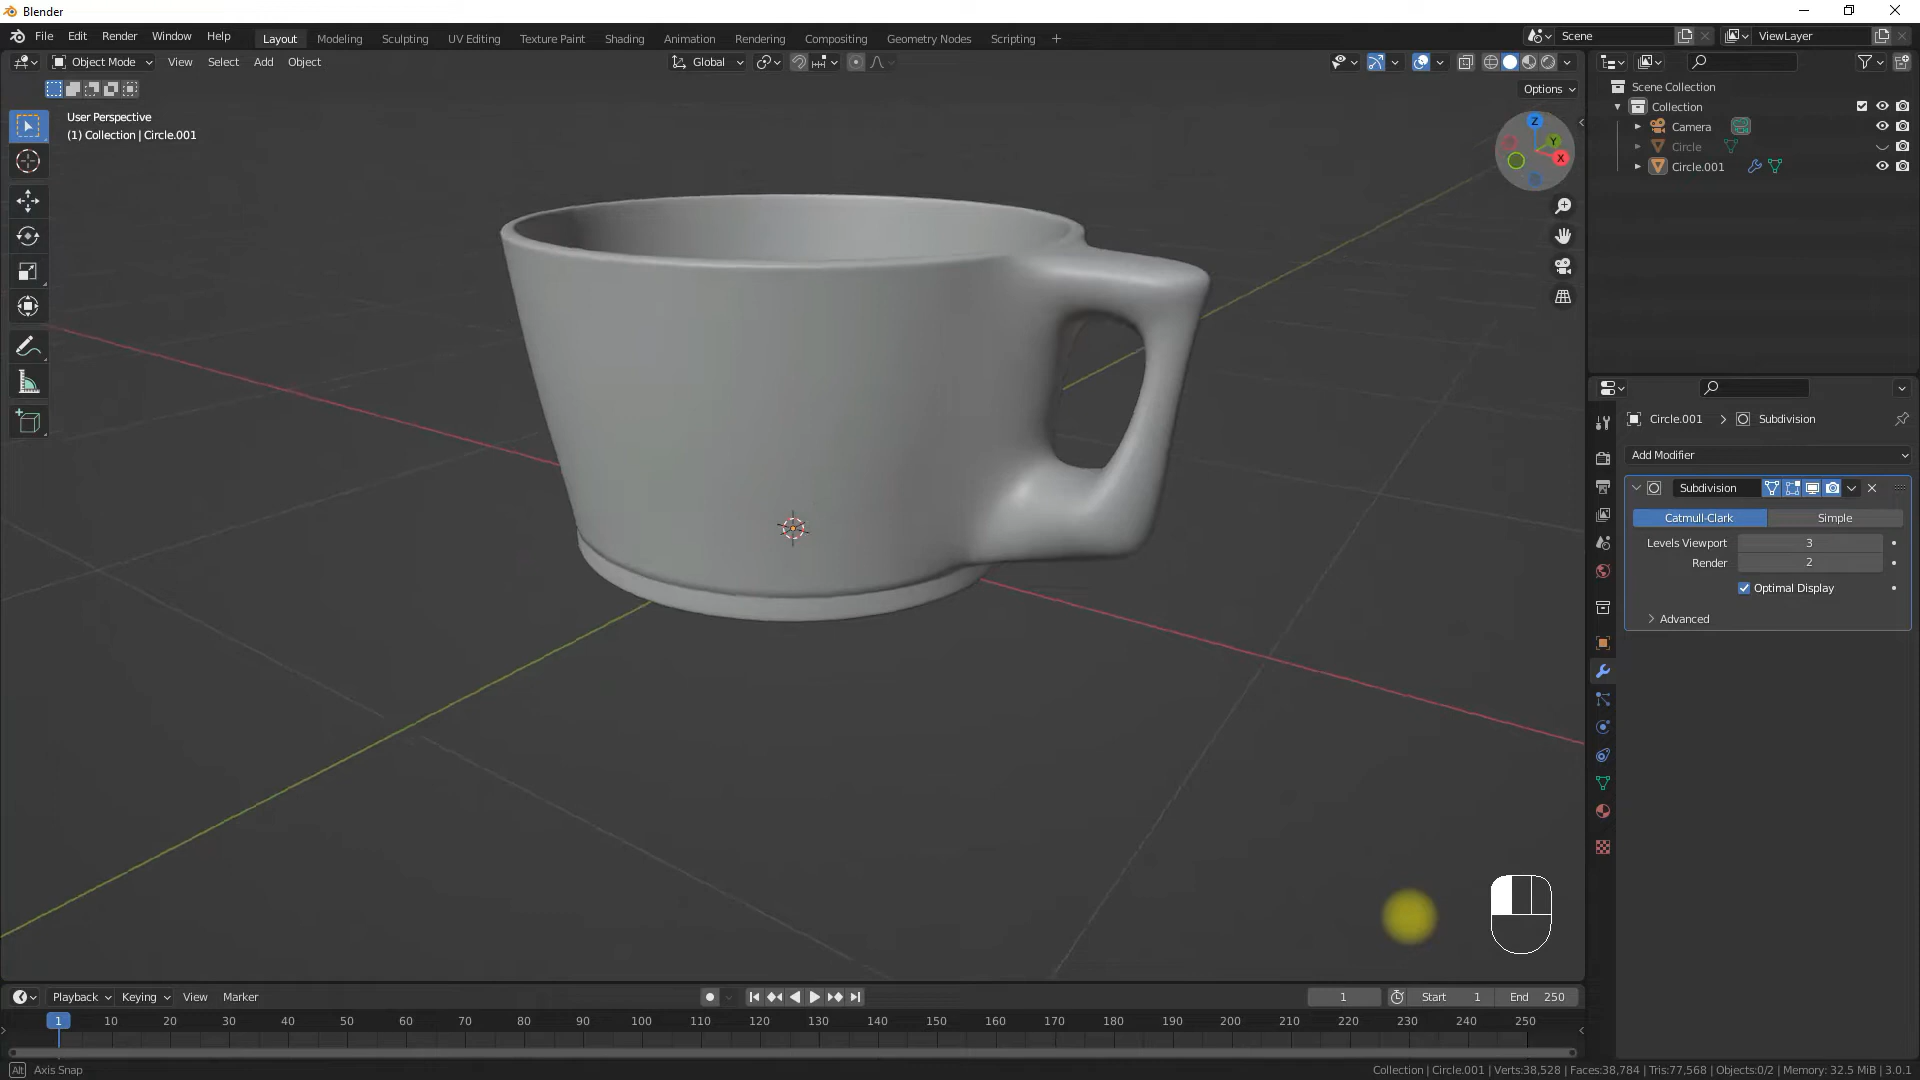 Blender
File Edit Render Window Help Layout Modeling Sculpting UV Editing Texture Paint Shading Animation Rendering Compositing Geometry Nodes Scripting + Scene ViewLayer
Object Mode View Select Add Object Global
Options
User Perspective
(1) Collection | Circle.001
Z
Y
X
Scene Collection
Collection
Camera
Circle
Circle.001
Circle.001 > Subdivision
Add Modifier
Subdivision
Catmull-Clark Simple
Levels Viewport 3
Render 2
Optimal Display
Advanced
Playback Keying View Marker 1 Start 1 End 250
1 10 20 30 40 50 60 70 80 90 100 110 120 130 140 150 160 170 180 190 200 210 220 230 240 250
Alt Axis Snap
Collection | Circle.001 | Verts:38,528 | Faces:38,784 | Tris:77,568 | Objects:0/2 | Memory: 32.5 MiB | 3.0.1